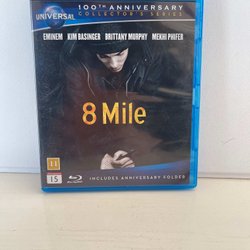 UNIVERSAL
100TH ANNIVERSARY
COLLECTOR'S SERIES
EMINEM KIM BASINGER BRITTANY MURPHY MEKHI PHIFER
8 Mile
11
15
BLU-RAY
INCLUDES ANNIVERSARY FOLDER